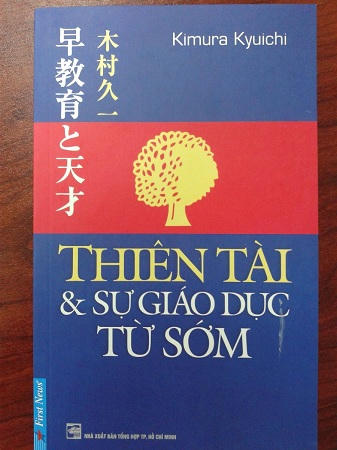 早教育と天才
木村久一
Kimura Kyuichi
THIÊN TÀI
& SỰ GIÁO DỤC
TỪ SỚM
First News
NHÀ XUẤT BẢN TỔNG HỢP TP. HỒ CHÍ MINH